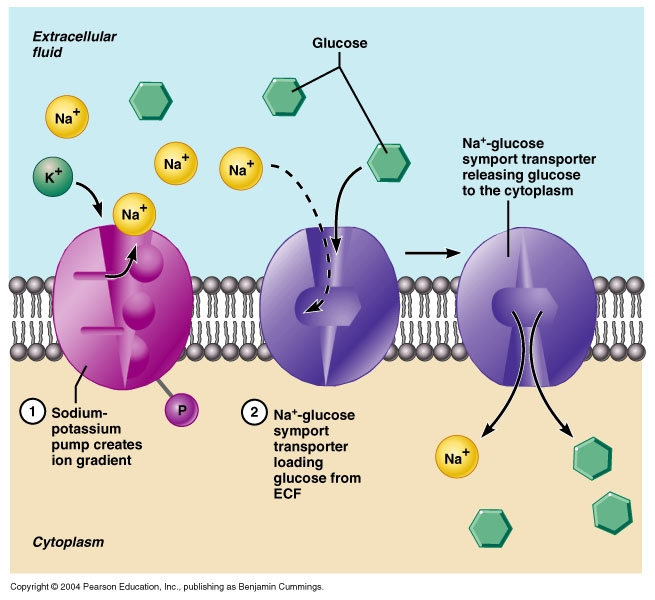 Extracellular
fluid
Glucose
Na+
Na+
Na+
K+
Na+
Na+-glucose
symport transporter
releasing glucose
to the cytoplasm
P
1
Sodium-
potassium
pump creates
ion gradient
2
Na+-glucose
symport
transporter
loading
glucose from
ECF
Na+
Cytoplasm
Copyright © 2004 Pearson Education, Inc., publishing as Benjamin Cummings.